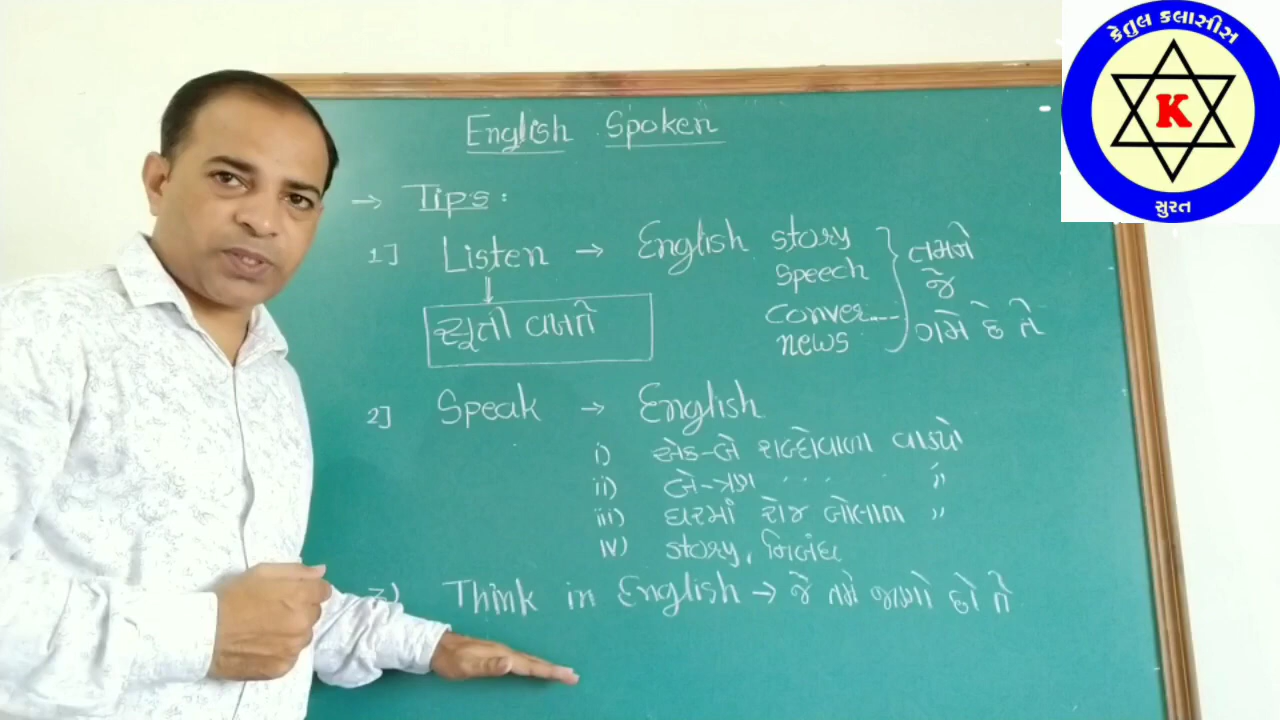 કેતુલ ક્લાસીસ
K
સુરત
English Spoken
→ Tips:
1] Listen → English story
speech
conver....
news
તમને
જે
ગમે છે તે
સૂતી વખતે
2] Speak → English
i) એક-બે શબ્દોવાળા વાક્યો
ii) બે-ત્રણ ,, ,, ,, ,,
iii) ઘરમાં રોજ બોલાતા ,,
iv) story, નિબંધ
3) Think in English → જે તમે જાણો છો તે